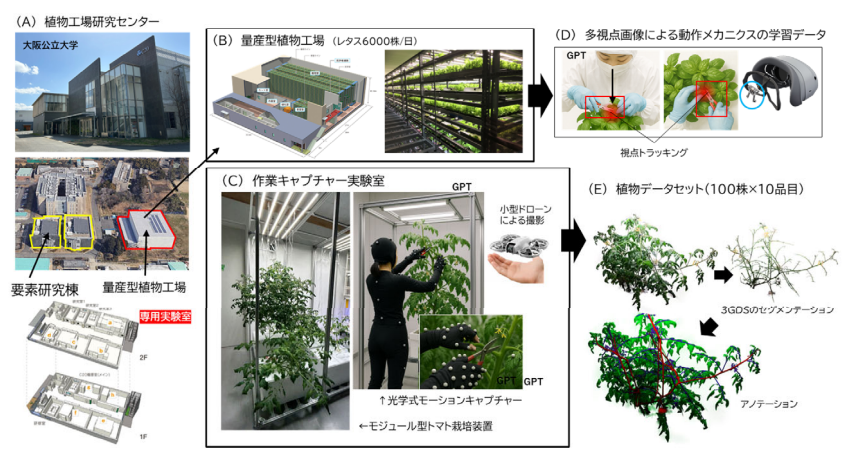 (A) 植物工場研究センター
大阪公立大学
要素研究棟
量産型植物工場
専用実験室
2F
1F
(B) 量産型植物工場 (レタス6000株/日)
(C) 作業キャプチャー実験室
GPT
小型ドローン
による撮影
GPT
GPT
↑光学式モーションキャプチャー
←モジュール型トマト栽培装置
(D) 多視点画像による動作メカニクスの学習データ
GPT
視点トラッキング
(E) 植物データセット(100株×10品目)
3GDSのセグメンテーション
アノテーション